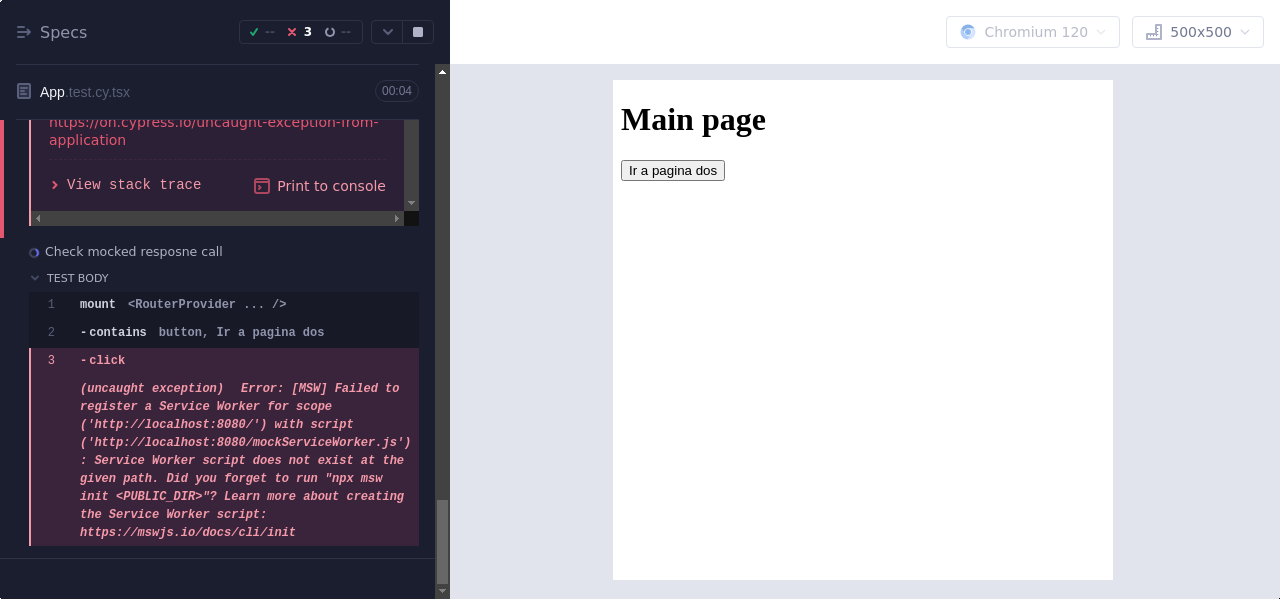 Specs
-- 3 --
Chromium 120
500x500
App.test.cy.tsx
00:04
https://on.cypress.io/uncaught-exception-from-
application
View stack trace
Print to console
Check mocked resposne call
TEST BODY
1 mount <RouterProvider ... />
2 -contains button, Ir a pagina dos
3 -click
(uncaught exception) Error: [MSW] Failed to
register a Service Worker for scope
('http://localhost:8080/') with script
('http://localhost:8080/mockServiceWorker.js')
: Service Worker script does not exist at the
given path. Did you forget to run "npx msw
init <PUBLIC_DIR>"? Learn more about creating
the Service Worker script:
https://mswjs.io/docs/cli/init
Main page
Ir a pagina dos